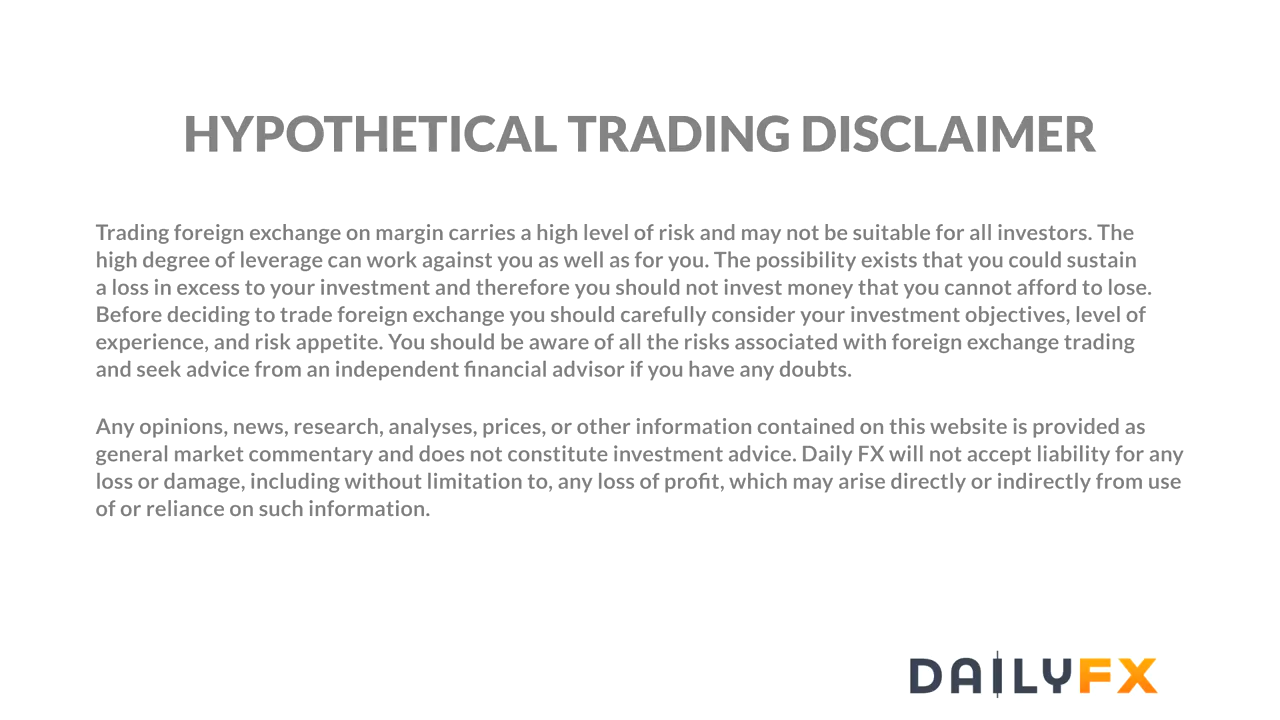 HYPOTHETICAL TRADING DISCLAIMER
Trading foreign exchange on margin carries a high level of risk and may not be suitable for all investors. The
high degree of leverage can work against you as well as for you. The possibility exists that you could sustain
a loss in excess to your investment and therefore you should not invest money that you cannot afford to lose.
Before deciding to trade foreign exchange you should carefully consider your investment objectives, level of
experience, and risk appetite. You should be aware of all the risks associated with foreign exchange trading
and seek advice from an independent financial advisor if you have any doubts.
Any opinions, news, research, analyses, prices, or other information contained on this website is provided as
general market commentary and does not constitute investment advice. Daily FX will not accept liability for any
loss or damage, including without limitation to, any loss of profit, which may arise directly or indirectly from use
of or reliance on such information.
DAILYFX